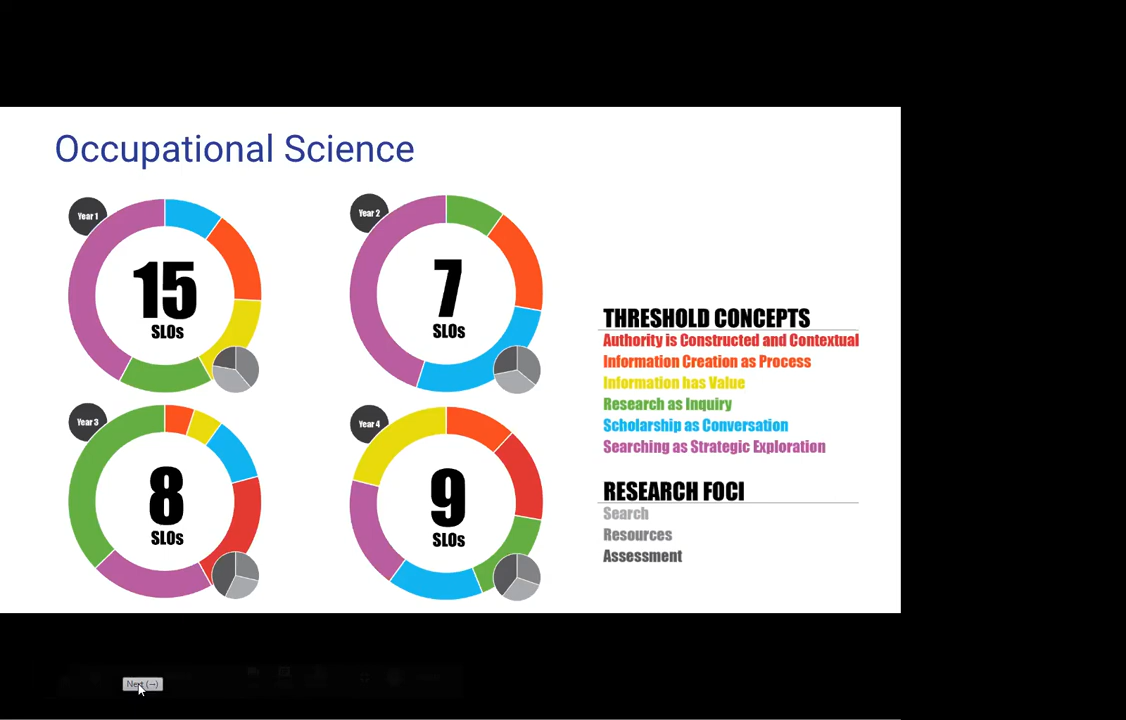 Occupational Science
Year 1
15
SLOs
Year 2
7
SLOs
Year 3
8
SLOs
Year 4
9
SLOs
THRESHOLD CONCEPTS
Authority is Constructed and Contextual
Information Creation as Process
Information has Value
Research as Inquiry
Scholarship as Conversation
Searching as Strategic Exploration
RESEARCH FOCI
Search
Resources
Assessment
Next (→)